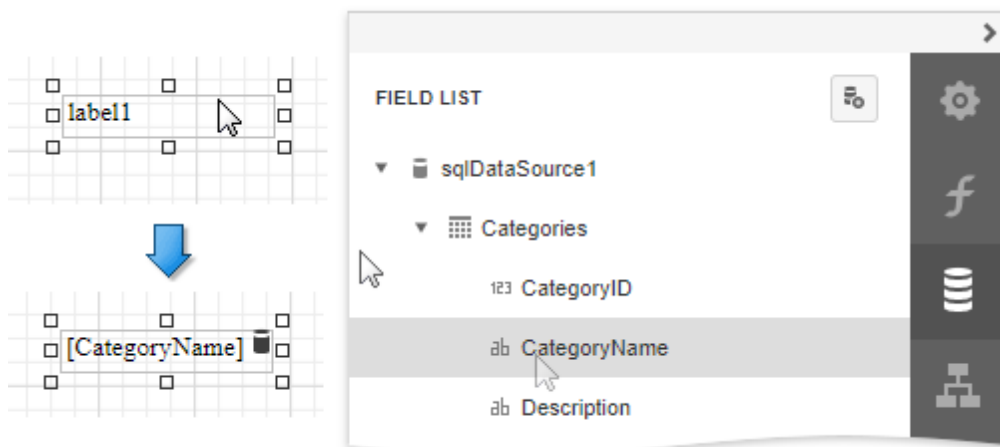 label1
[CategoryName]
FIELD LIST
sqlDataSource1
Categories
123 CategoryID
ab CategoryName
ab Description